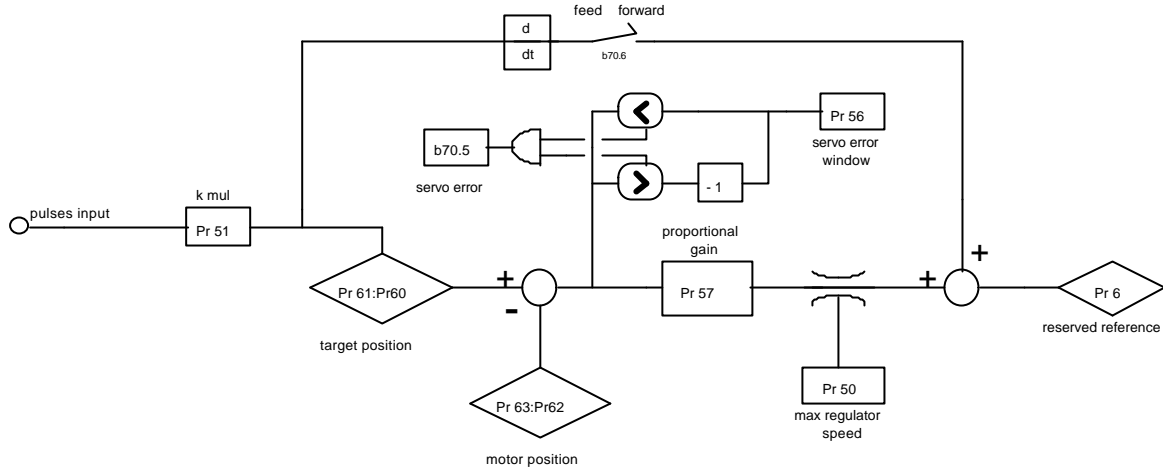 feed forward
d
dt
b70.6
<
Pr 56
servo error
window
b70.5
servo error
>
- 1
k mul
pulses input
Pr 51
proportional
gain
+
Pr 61:Pr60
+
-
Pr 57
+
Pr 6
target position
reserved reference
Pr 50
Pr 63:Pr62
max regulator
speed
motor position